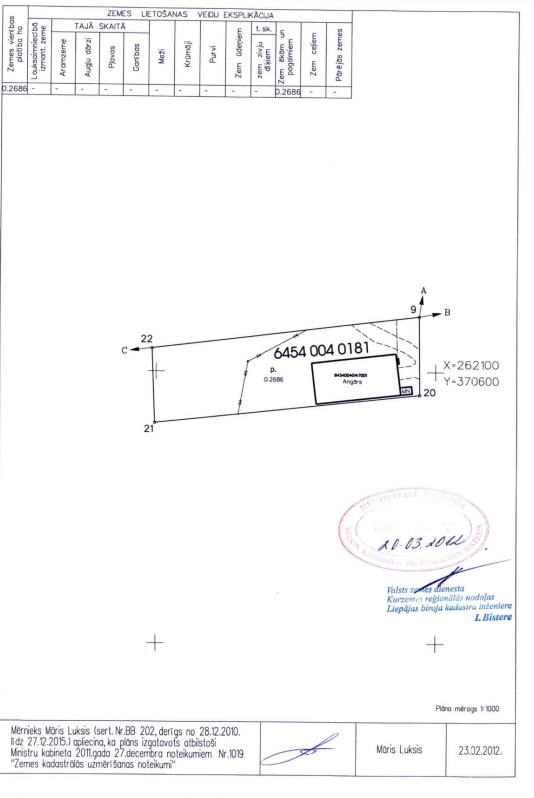 ZEMES LIETOŠANAS VEIDU EKSPLIKĀCIJA
Zemes vienības platība ha
Lauksaimniecībā izmant. zeme
TAJĀ SKAITĀ
Aramzeme
Augļu dārzi
Pļavas
Ganības
Meži
Krūmāji
Purvi
Zem ūdeņiem
t. sk.
zem zivju dīķiem
Zem ēkām un pagalmiem
Zem ceļiem
Pārējās zemes
0.2686 - - - - - - - - - - 0.2686 - -
A
9
B
22
C
6454 004 0181
p.
0.2686
Angārs
X=262100
Y=370600
20
21
20.03.2012
Valsts zemes dienesta
Kurzemes reģionālās nodaļas
Liepājas biroja kadastra inženiere
I. Bistere
Plāna mērogs 1:1000
Mērnieks Māris Luksis (sert. Nr.BB 202, derīgs no 28.12.2010.
līdz 27.12.2015.) apliecina, ka plāns izgatavots atbilstoši
Ministru kabineta 2011.gada 27.decembra noteikumiem Nr.1019
"Zemes kadastrālās uzmērīšanas noteikumi"
Māris Luksis
23.02.2012.